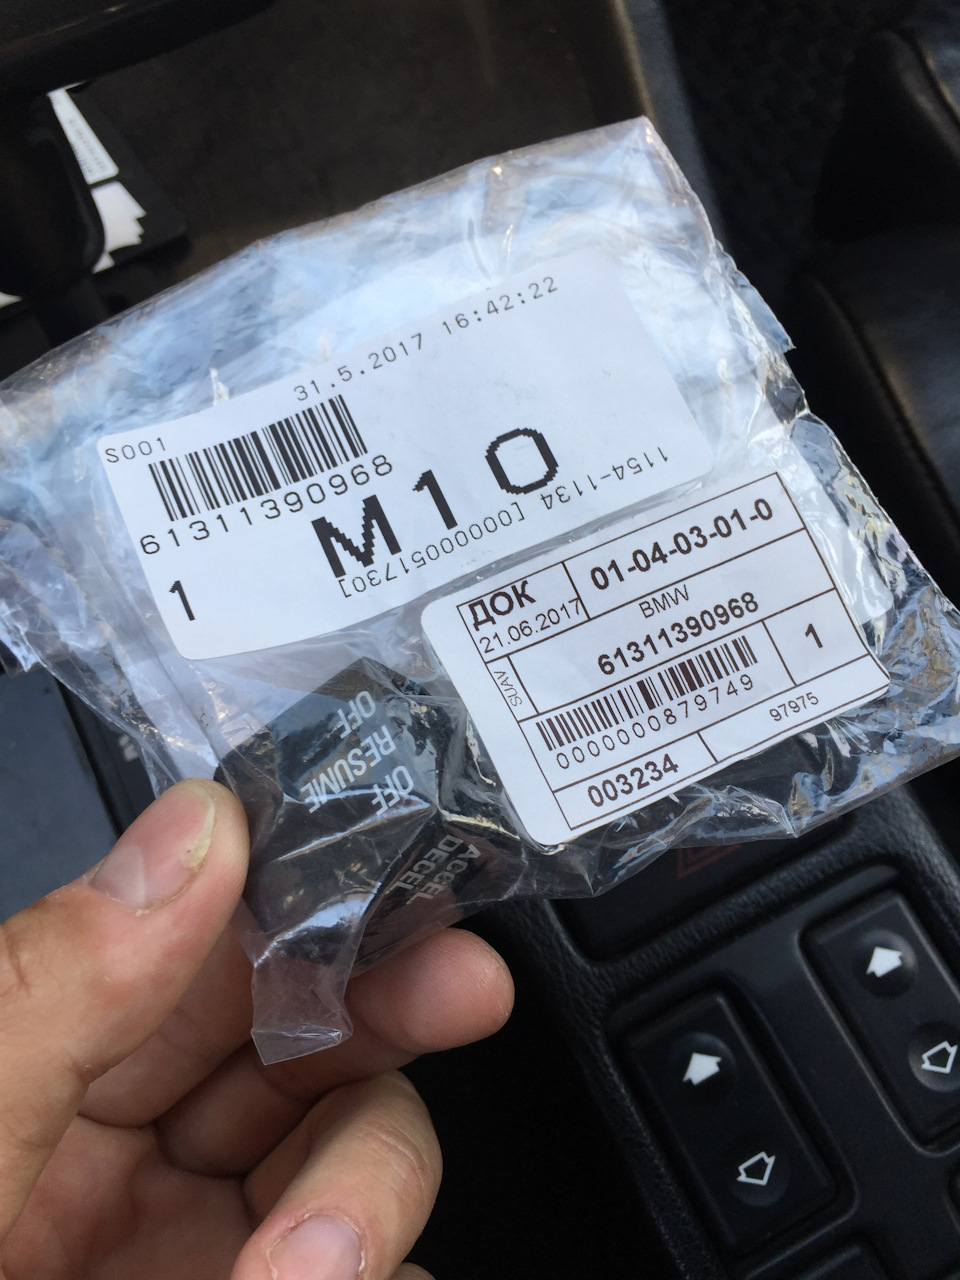 31.5.2017 16:42:22
S001
61311390968
M10
1
1154-1134 [0000051730]
ДОК
01-04-03-01-0
21.06.2017
BMW
61311390968
SUAV
1
0000000879749
97975
003234
OFF
RESUME
OFF
ACCEL
DECEL